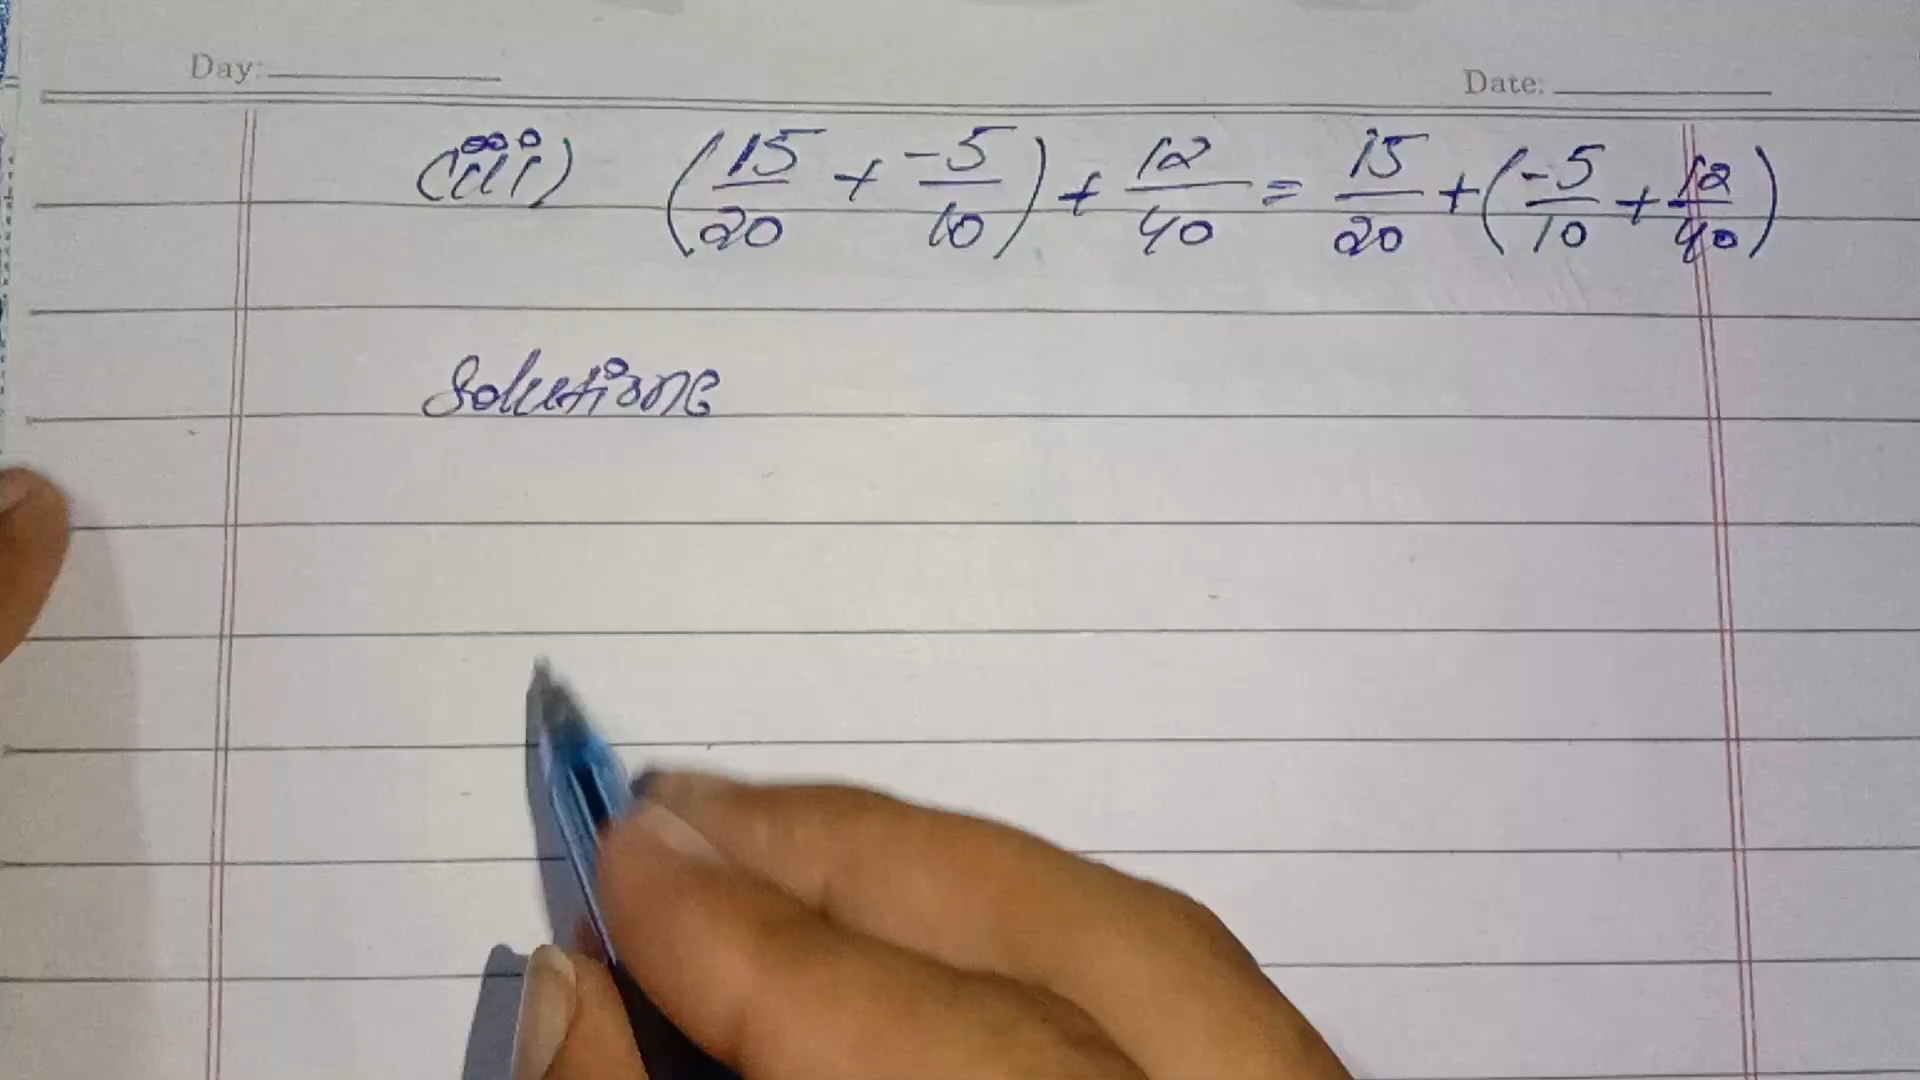 Day: Date:
(iii) (15/20 + -5/10) + 12/40 = 15/20 + (-5/10 + 12/40)
Solution: